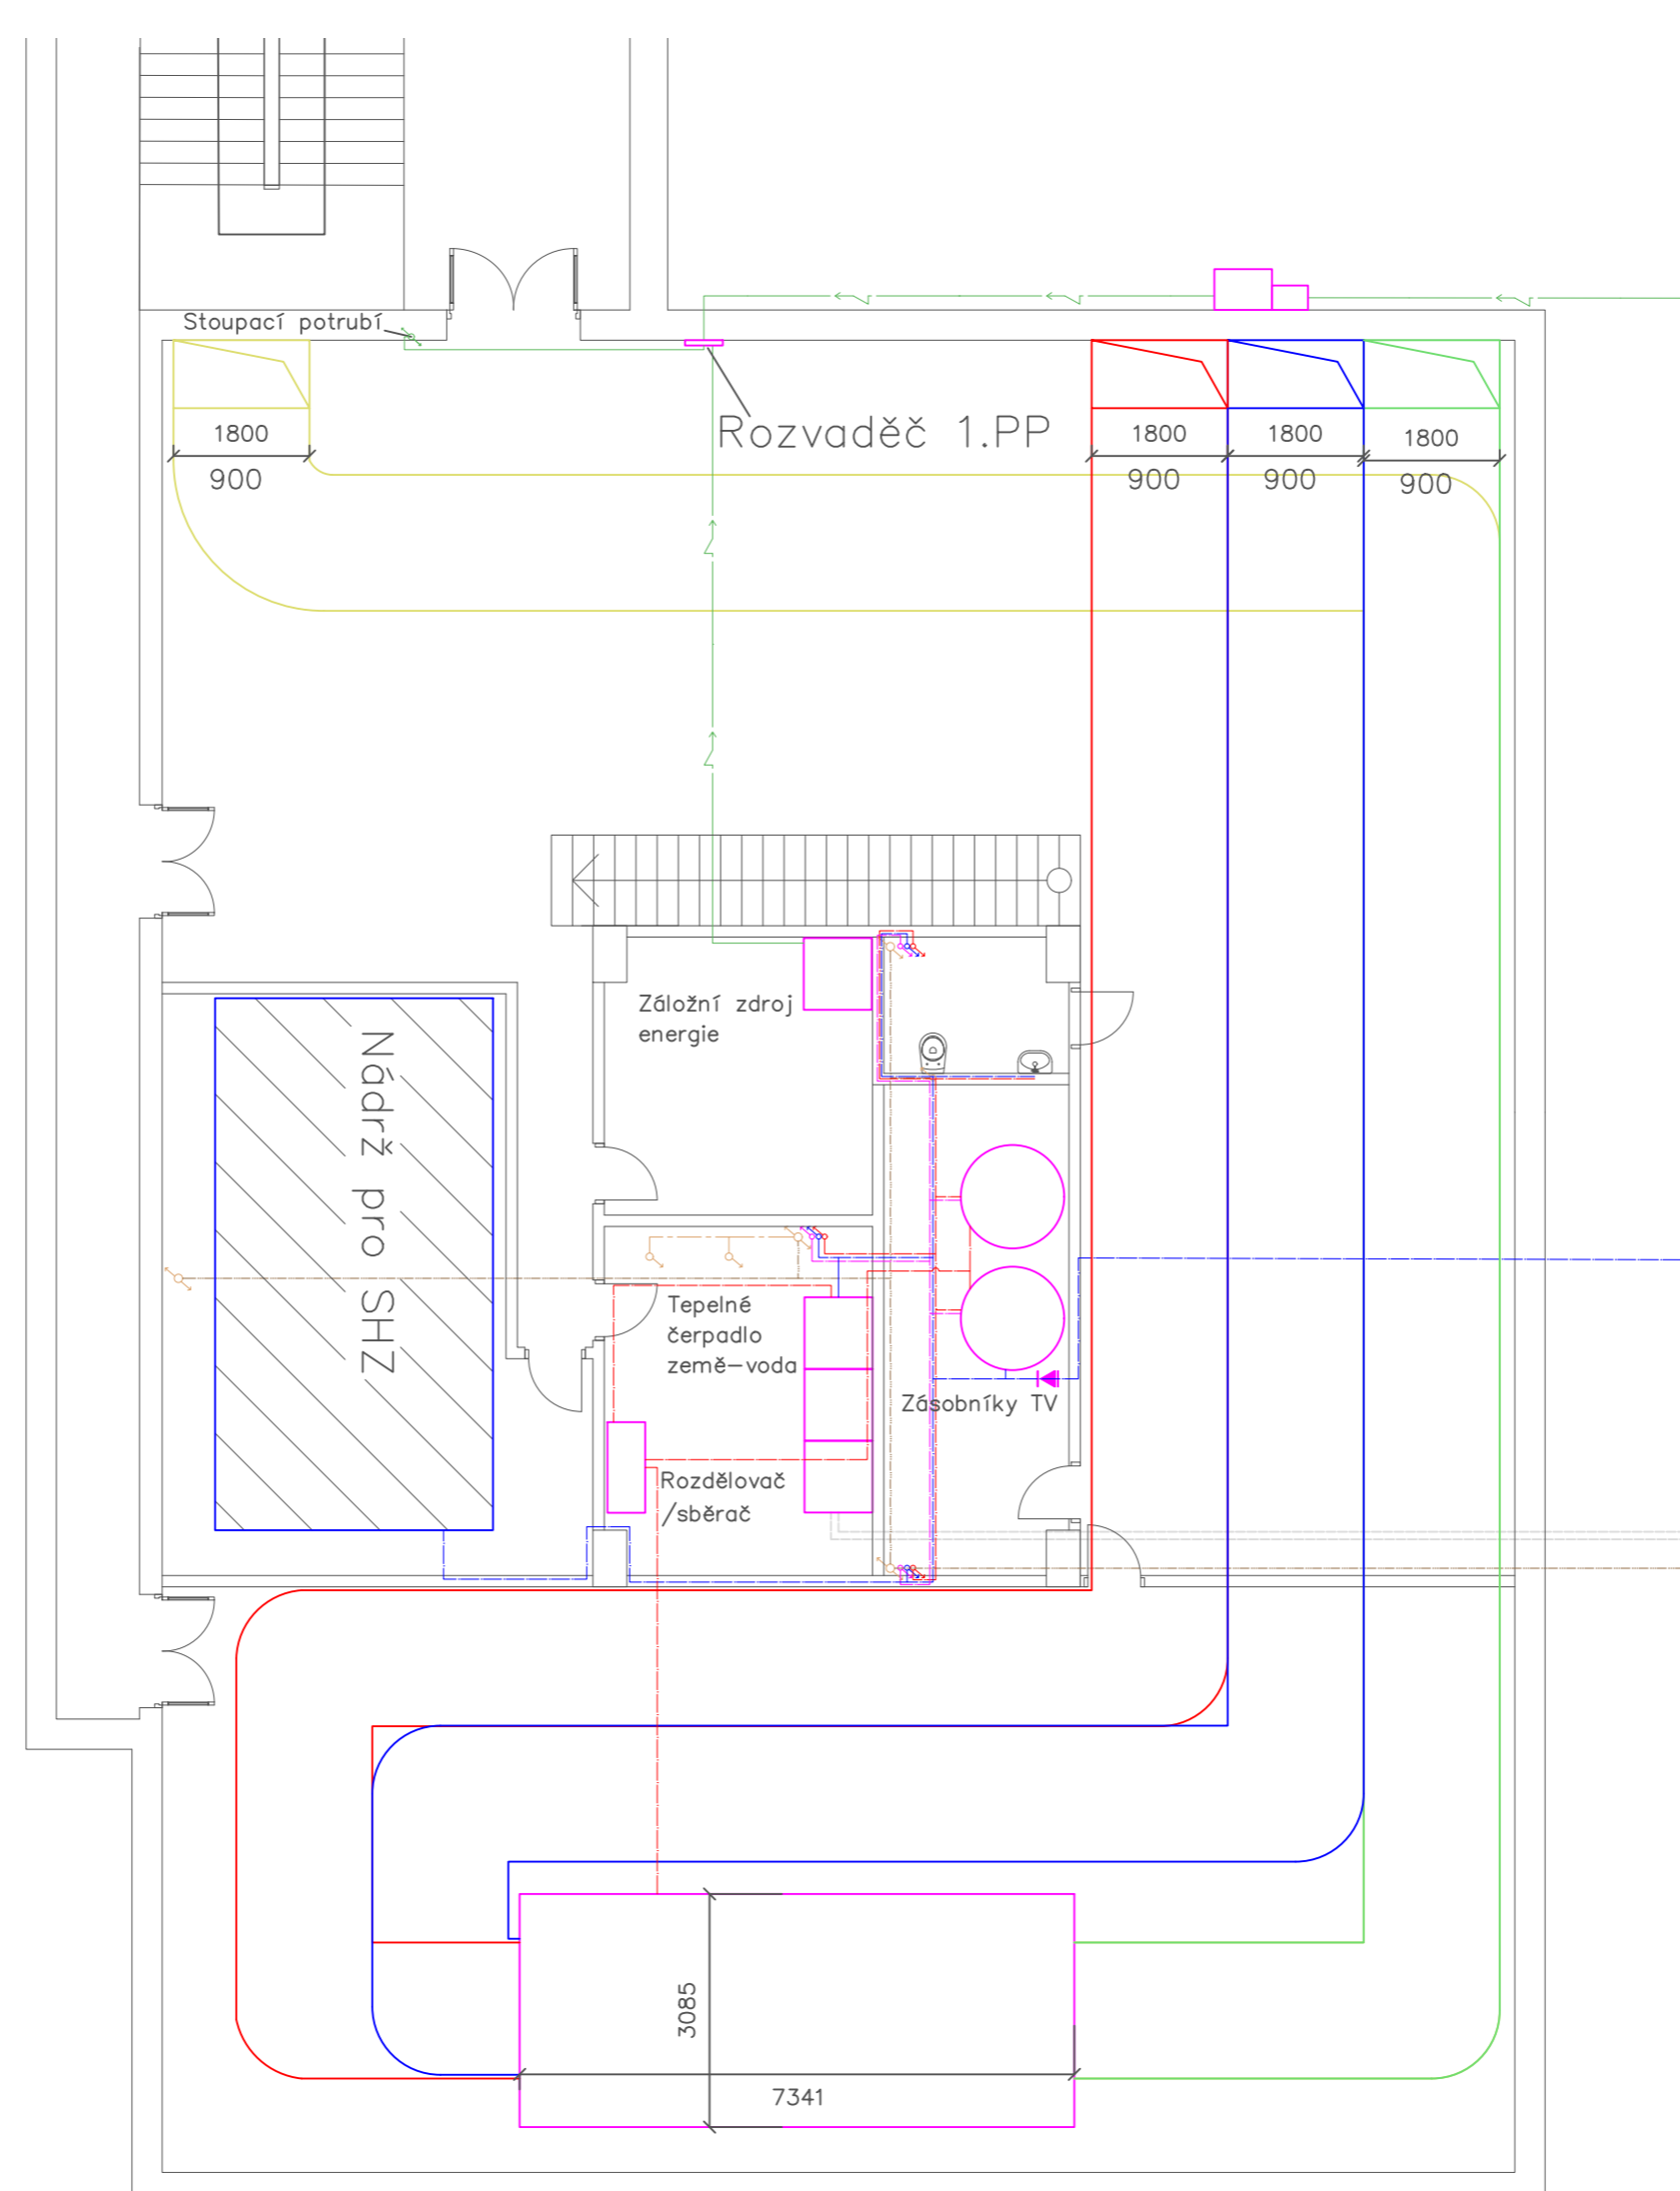 Stoupací potrubí
Rozvaděč 1.PP
1800
900
1800
900
1800
900
1800
900
Záložní zdroj
energie
Nádrž pro SHZ
Tepelné
čerpadlo
země-voda
Zásobníky TV
Rozdělovač
/sběrač
3085
7341